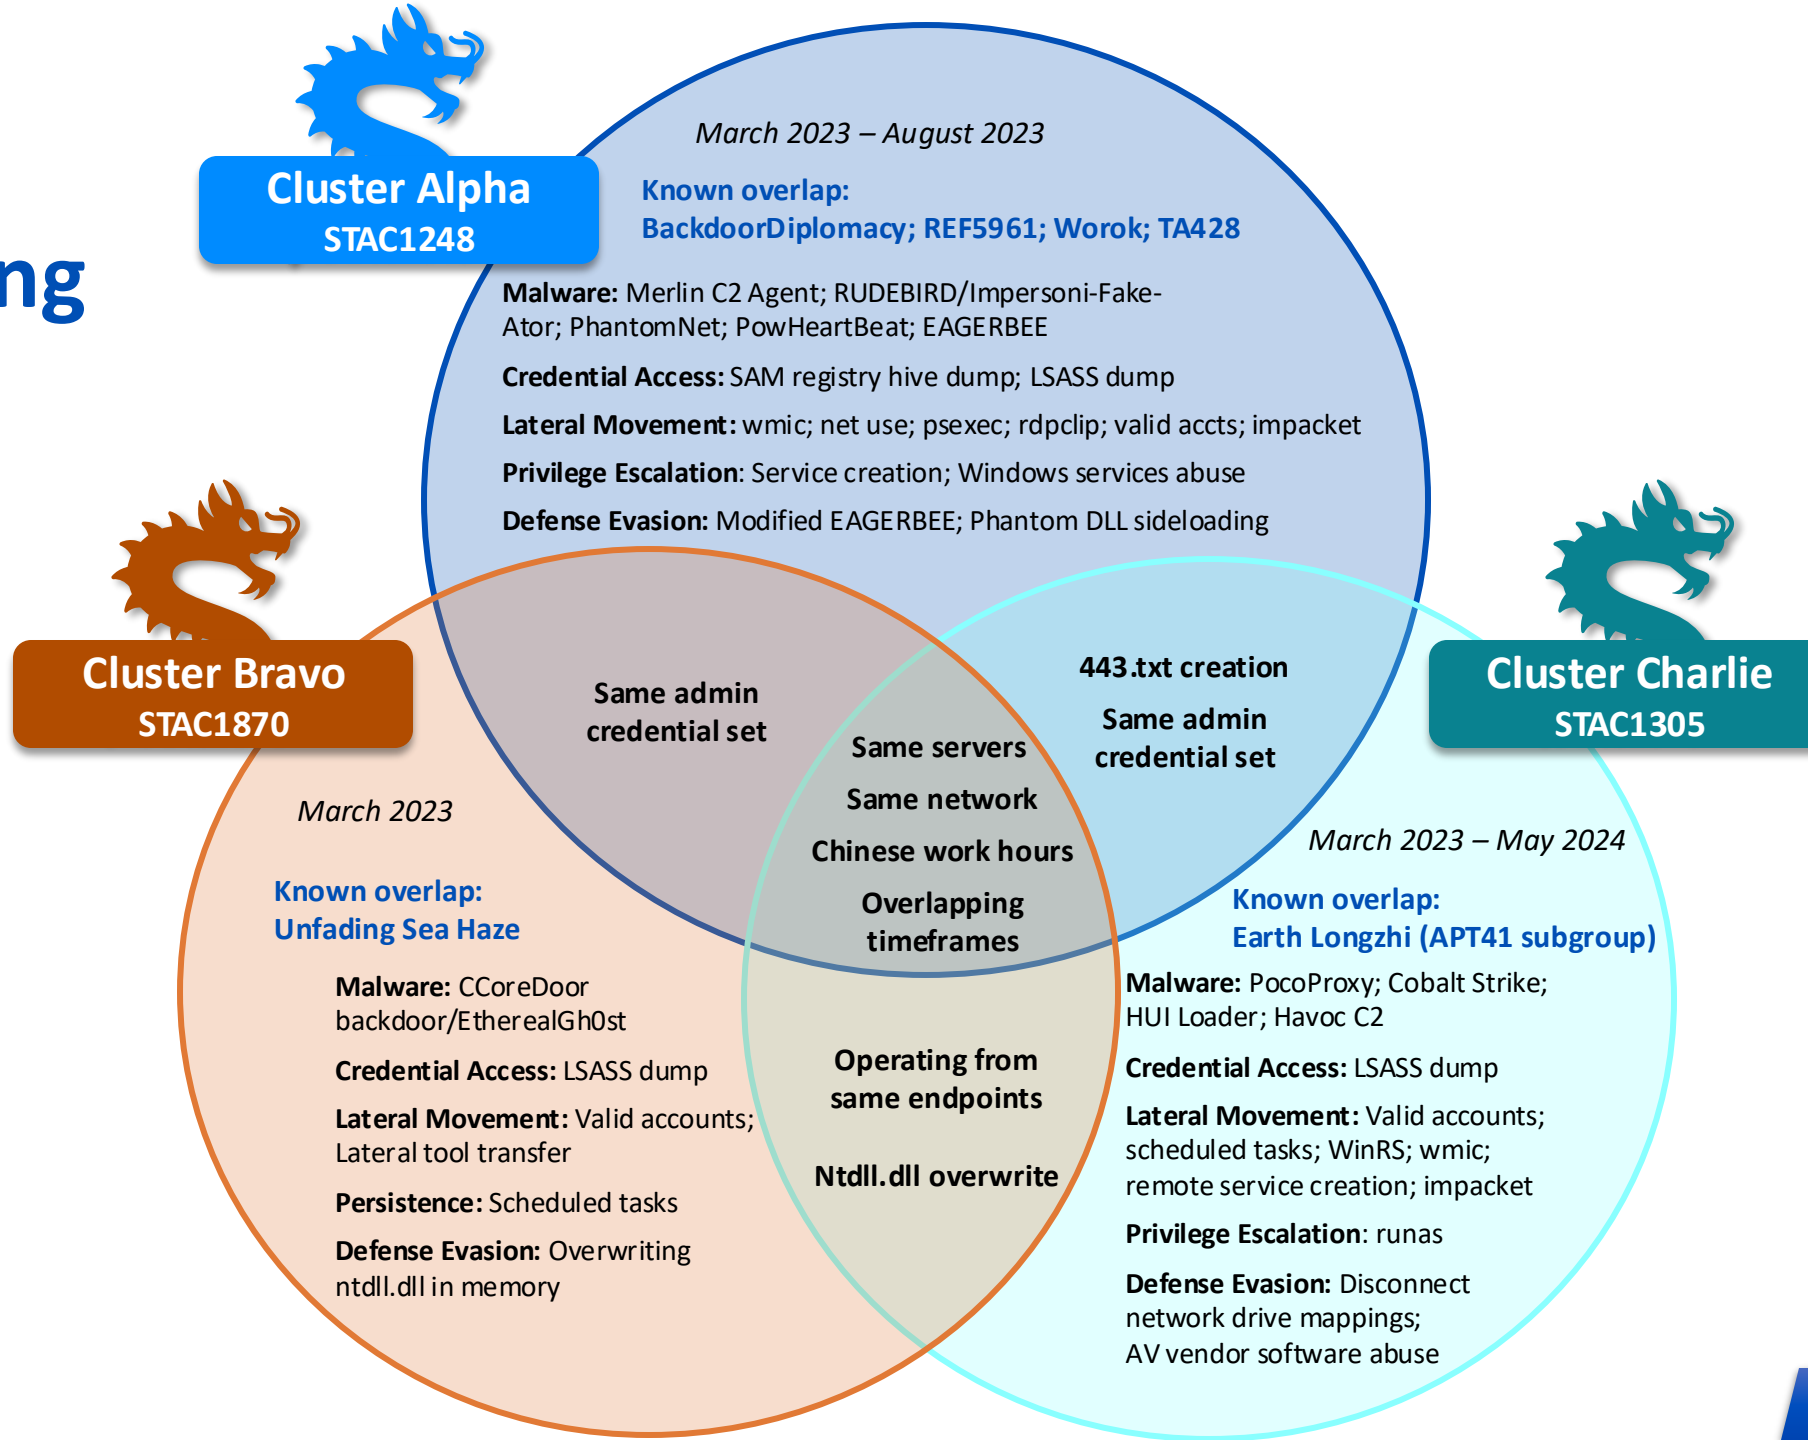 ng
Cluster Alpha
STAC1248
March 2023 – August 2023
Known overlap:
BackdoorDiplomacy; REF5961; Worok; TA428
Malware: Merlin C2 Agent; RUDEBIRD/Impersoni-Fake-
Ator; PhantomNet; PowHeartBeat; EAGERBEE
Credential Access: SAM registry hive dump; LSASS dump
Lateral Movement: wmic; net use; psexec; rdpclip; valid accts; impacket
Privilege Escalation: Service creation; Windows services abuse
Defense Evasion: Modified EAGERBEE; Phantom DLL sideloading
Cluster Bravo
STAC1870
March 2023
Known overlap:
Unfading Sea Haze
Malware: CCoreDoor
backdoor/EtherealGh0st
Credential Access: LSASS dump
Lateral Movement: Valid accounts;
Lateral tool transfer
Persistence: Scheduled tasks
Defense Evasion: Overwriting
ntdll.dll in memory
Same admin
credential set
Same servers
Same network
Chinese work hours
Overlapping
timeframes
Operating from
same endpoints
Ntdll.dll overwrite
443.txt creation
Same admin
credential set
Cluster Charlie
STAC1305
March 2023 – May 2024
Known overlap:
Earth Longzhi (APT41 subgroup)
Malware: PocoProxy; Cobalt Strike;
HUI Loader; Havoc C2
Credential Access: LSASS dump
Lateral Movement: Valid accounts;
scheduled tasks; WinRS; wmic;
remote service creation; impacket
Privilege Escalation: runas
Defense Evasion: Disconnect
network drive mappings;
AV vendor software abuse